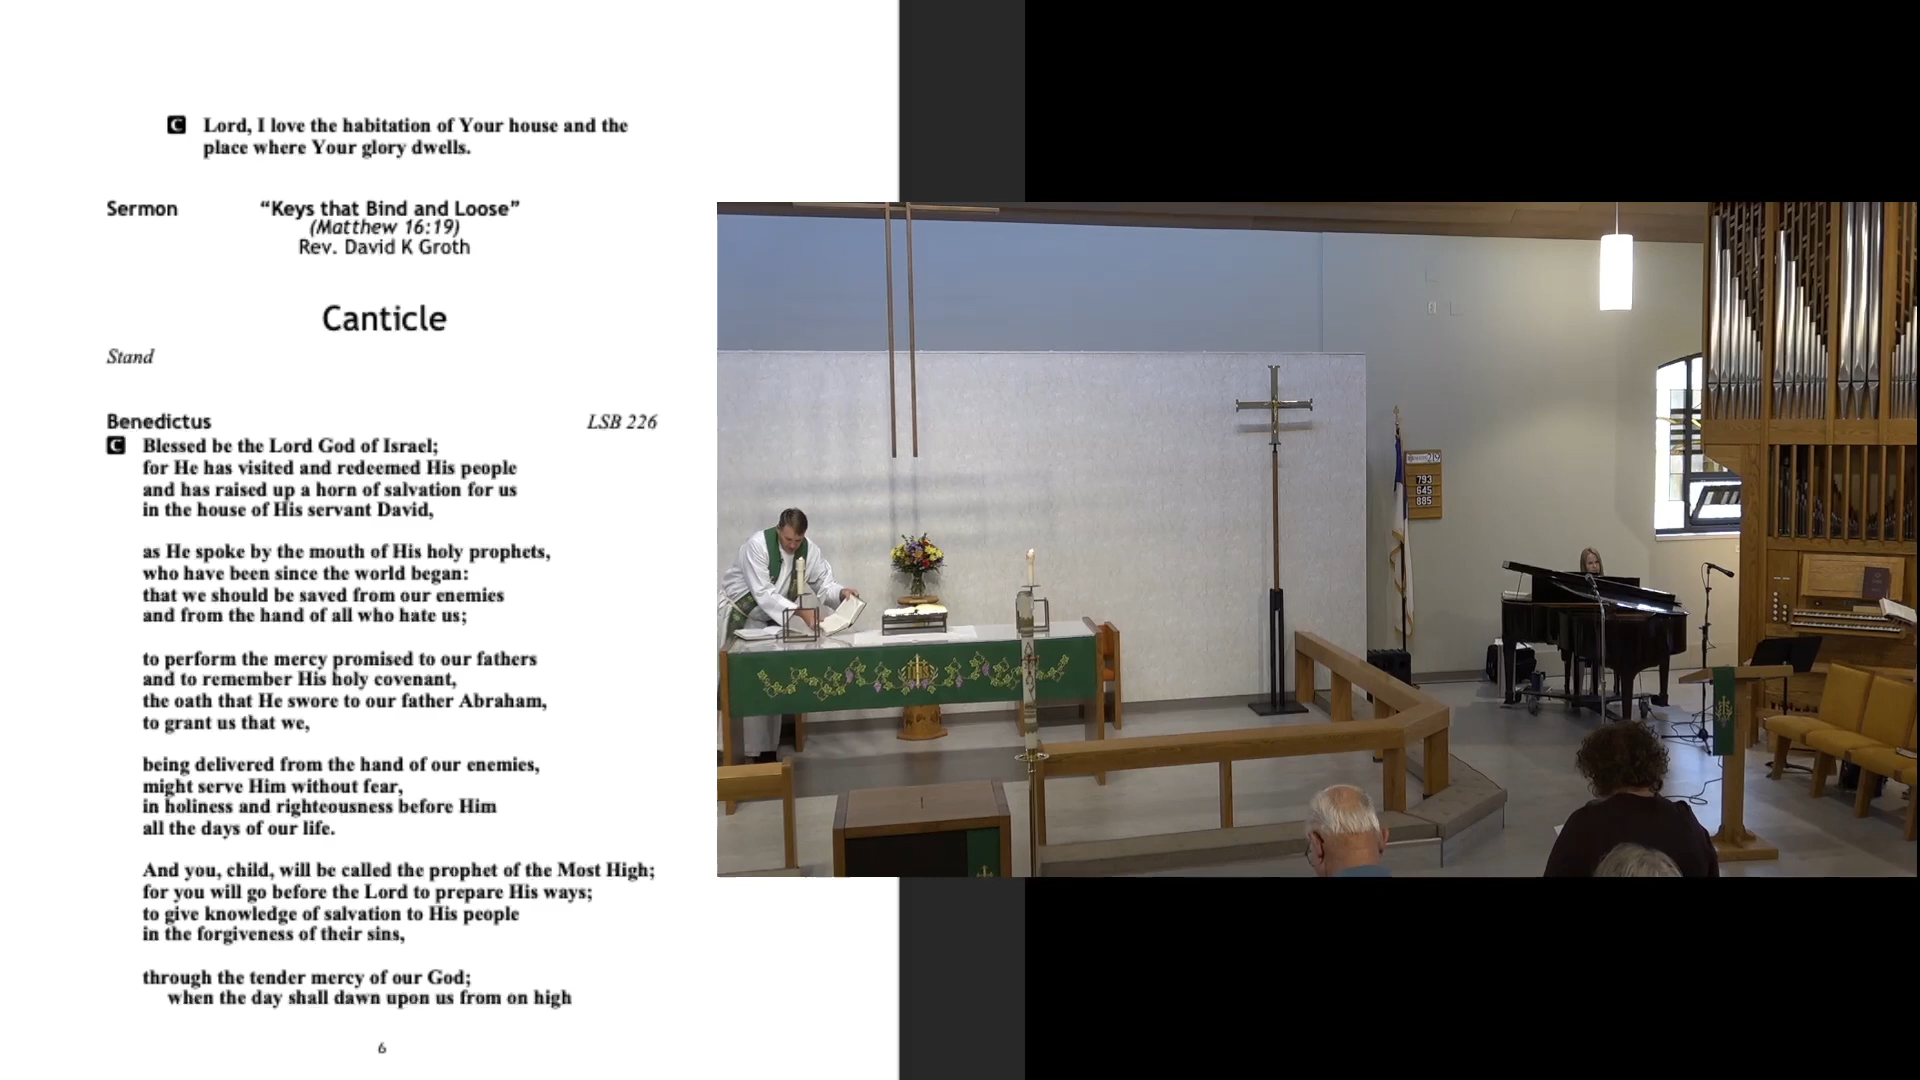 C Lord, I love the habitation of Your house and the
place where Your glory dwells.
Sermon "Keys that Bind and Loose"
(Matthew 16:19)
Rev. David K Groth
Canticle
Stand
Benedictus LSB 226
C Blessed be the Lord God of Israel;
for He has visited and redeemed His people
and has raised up a horn of salvation for us
in the house of His servant David,
as He spoke by the mouth of His holy prophets,
who have been since the world began:
that we should be saved from our enemies
and from the hand of all who hate us;
to perform the mercy promised to our fathers
and to remember His holy covenant,
the oath that He swore to our father Abraham,
to grant us that we,
being delivered from the hand of our enemies,
might serve Him without fear,
in holiness and righteousness before Him
all the days of our life.
And you, child, will be called the prophet of the Most High;
for you will go before the Lord to prepare His ways;
to give knowledge of salvation to His people
in the forgiveness of their sins,
through the tender mercy of our God;
when the day shall dawn upon us from on high
6
219
793
645
885